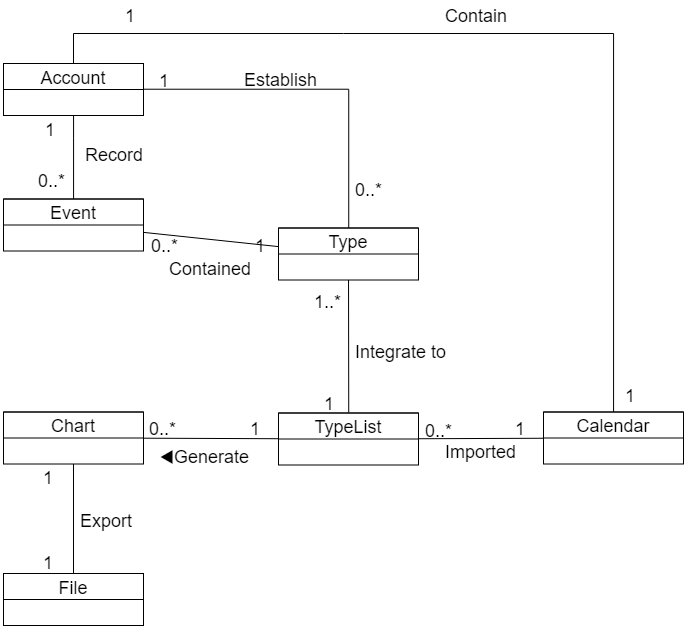 1
Contain
Account
1
Establish
1
Record
0..*
0..*
Event
0..*
1
Type
Contained
1..*
Integrate to
1
1
Chart
0..*
1
TypeList
0..*
1
Calendar
◀Generate
Imported
1
Export
1
File